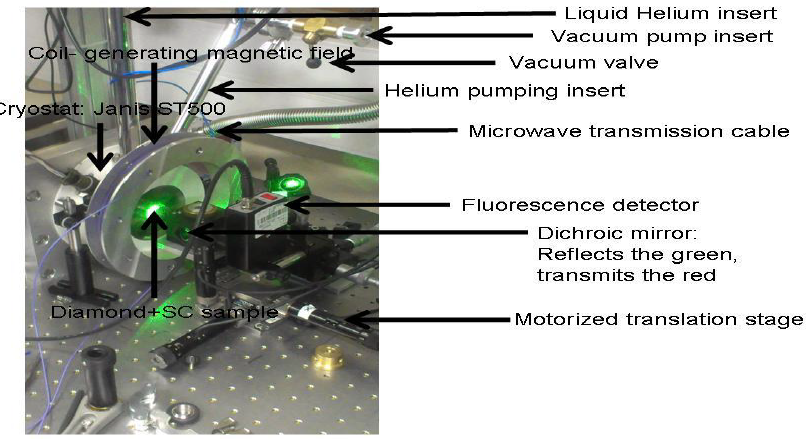 Liquid Helium insert
Vacuum pump insert
Coil- generating magnetic field
Vacuum valve
Helium pumping insert
Cryostat: Janis ST500
Microwave transmission cable
Fluorescence detector
Dichroic mirror:
Reflects the green,
transmits the red
Diamond+SC sample
Motorized translation stage